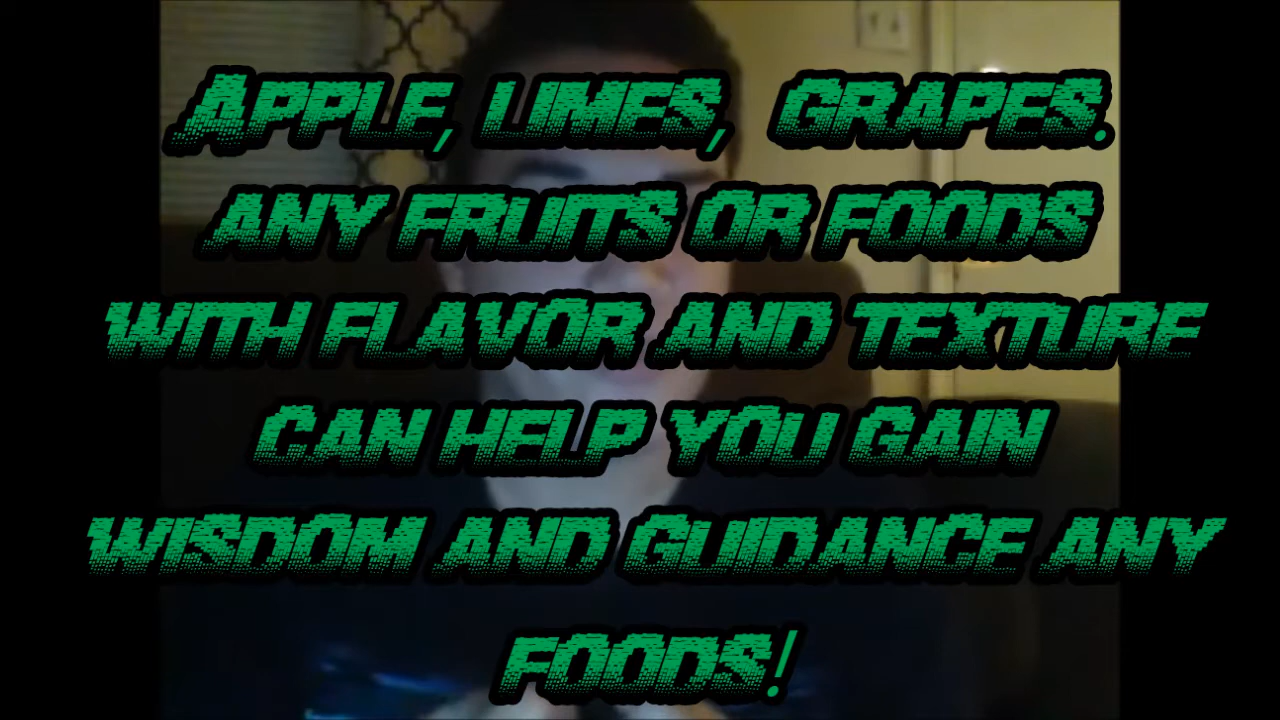 Apple, limes, grapes.
any fruits or foods
with flavor and texture
can help you gain
wisdom and guidance any
foods!